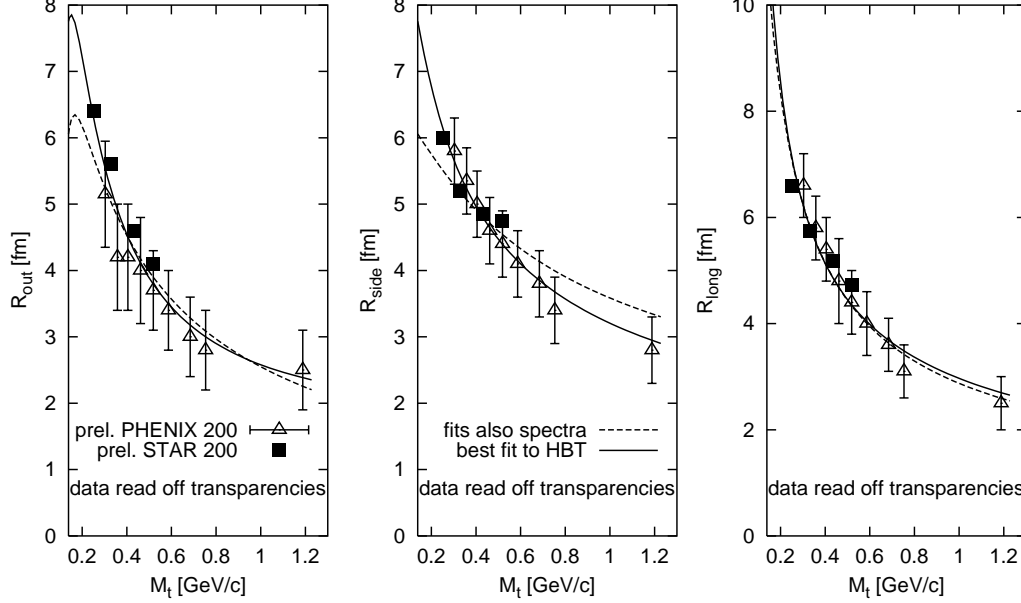 8
7
6
5
4
3
2
1
0
R_out [fm]
prel. PHENIX 200
prel. STAR 200
data read off transparencies
0.2 0.4 0.6 0.8 1 1.2
M_t [GeV/c]
8
7
6
5
4
3
2
1
0
R_side [fm]
fits also spectra
best fit to HBT
data read off transparencies
0.2 0.4 0.6 0.8 1 1.2
M_t [GeV/c]
10
8
6
4
2
0
R_long [fm]
data read off transparencies
0.2 0.4 0.6 0.8 1 1.2
M_t [GeV/c]